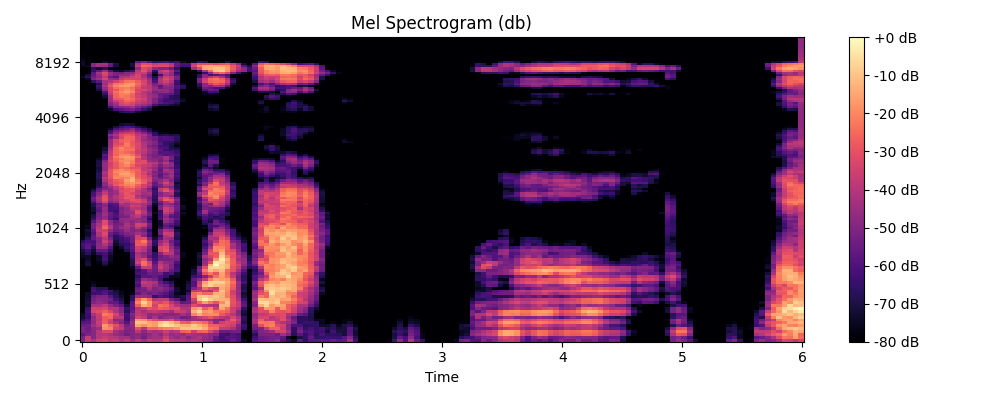 Mel Spectrogram (db)
8192
4096
2048
1024
512
0
Hz
0 1 2 3 4 5 6
Time
+0 dB
-10 dB
-20 dB
-30 dB
-40 dB
-50 dB
-60 dB
-70 dB
-80 dB